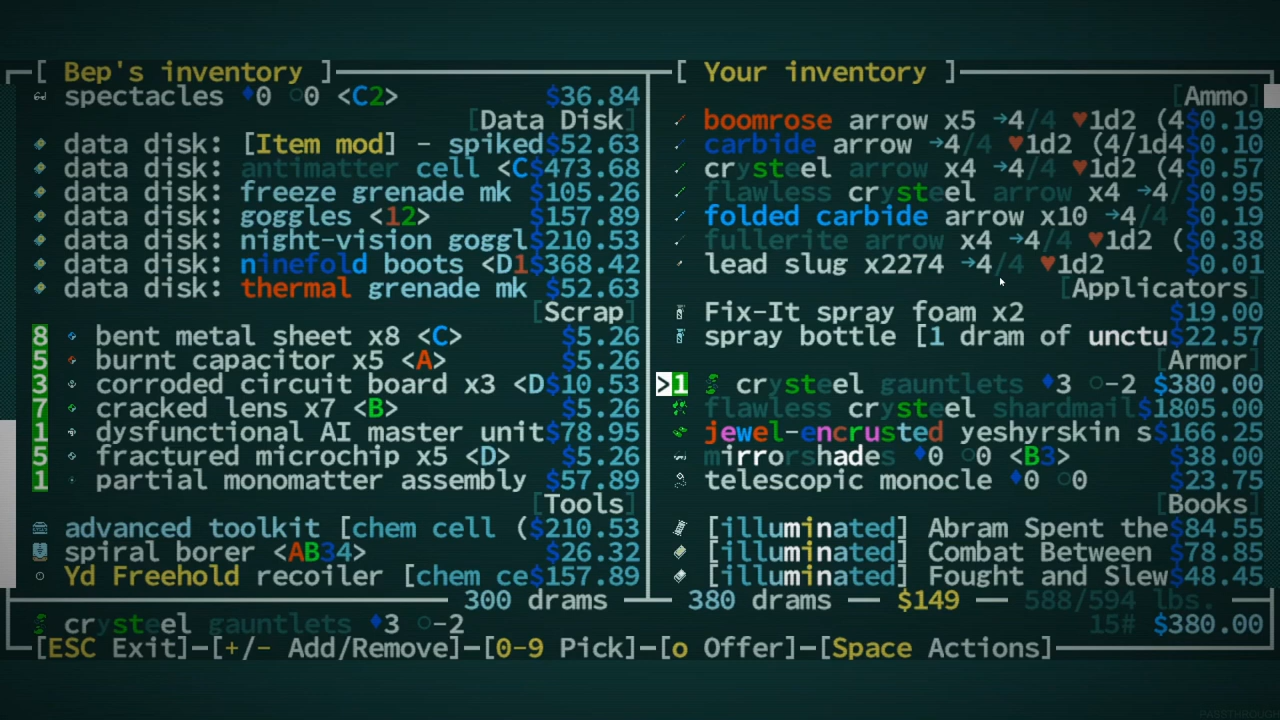 [ Bep's inventory ]
spectacles ♦0 ○0 <C2> $36.84
[Data Disk]
data disk: [Item mod] - spiked $52.63
data disk: antimatter cell <C $473.68
data disk: freeze grenade mk $105.26
data disk: goggles <12> $157.89
data disk: night-vision goggl $210.53
data disk: ninefold boots <D1 $368.42
data disk: thermal grenade mk $52.63
[Scrap]
8 bent metal sheet x8 <C> $5.26
5 burnt capacitor x5 <A> $5.26
3 corroded circuit board x3 <D $10.53
7 cracked lens x7 <B> $5.26
1 dysfunctional AI master unit $78.95
5 fractured microchip x5 <D> $5.26
1 partial monomatter assembly $57.89
[Tools]
advanced toolkit [chem cell ( $210.53
spiral borer <AB34> $26.32
Yd Freehold recoiler [chem ce $157.89
300 drams
[ Your inventory ]
[Ammo]
boomrose arrow x5 →4/4 ♥1d2 (4 $0.19
carbide arrow →4/4 ♥1d2 (4/1d4 $0.10
crysteel arrow x4 →4/4 ♥1d2 (4 $0.57
flawless crysteel arrow x4 →4/ $0.95
folded carbide arrow x10 →4/4 $0.19
fullerite arrow x4 →4/4 ♥1d2 ( $0.38
lead slug x2274 →4/4 ♥1d2 $0.01
[Applicators]
Fix-It spray foam x2 $19.00
spray bottle [1 dram of unctu $22.57
[Armor]
>1 crysteel gauntlets ♦3 ○-2 $380.00
flawless crysteel shardmail $1805.00
jewel-encrusted yeshyrskin s $166.25
mirrorshades ♦0 ○0 <B3> $38.00
telescopic monocle ♦0 ○0 $23.75
[Books]
[illuminated] Abram Spent the $84.55
[illuminated] Combat Between $78.85
[illuminated] Fought and Slew $48.45
380 drams — $149 — 588/594 lbs.
crysteel gauntlets ♦3 ○-2 15# $380.00
[ESC Exit]─[+/- Add/Remove]─[0-9 Pick]─[o Offer]─[Space Actions]